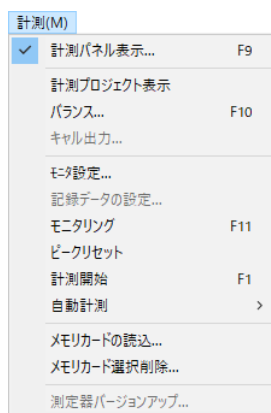 計測(M)
計測パネル表示... F9
計測プロジェクト表示
バランス... F10
キャル出力...
モニタ設定...
記録データの設定...
モニタリング F11
ピークリセット
計測開始 F1
自動計測
メモリカードの読込...
メモリカード選択削除...
測定器バージョンアップ...